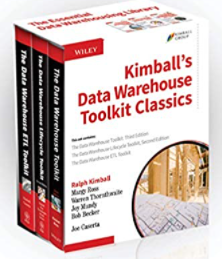 The Essential
Data Warehousing Library
WILEY
KIMBALL
GROUP
Kimball's
Data Warehouse
Toolkit Classics
The Data Warehouse Toolkit, Third Edition
The Data Warehouse Lifecycle Toolkit, Second Edition
The Data Warehouse ETL Toolkit
Ralph Kimball
Margy Ross
Warren Thornthwaite
Joy Mundy
Bob Becker
Joe Caserta
The Data Warehouse ETL Toolkit
The Data Warehouse Lifecycle Toolkit
The Data Warehouse Toolkit